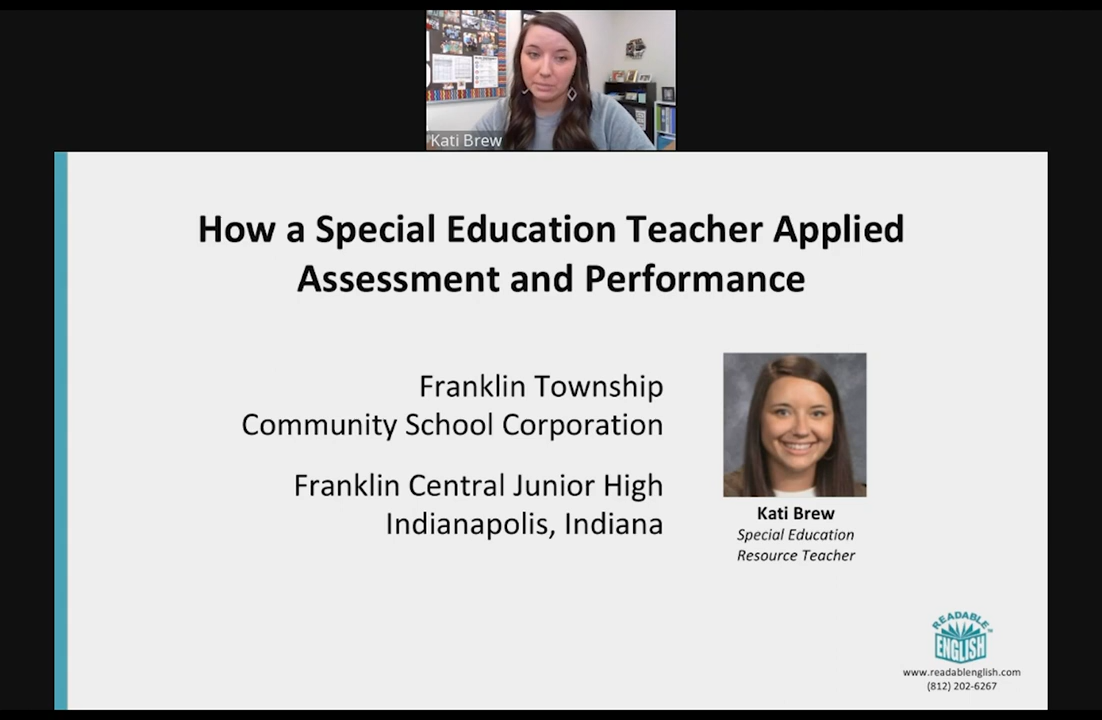 Kati Brew
How a Special Education Teacher Applied
Assessment and Performance
Franklin Township
Community School Corporation
Franklin Central Junior High
Indianapolis, Indiana
Kati Brew
Special Education
Resource Teacher
READABLE
ENGLISH
www.readablenglish.com
(812) 202-6267